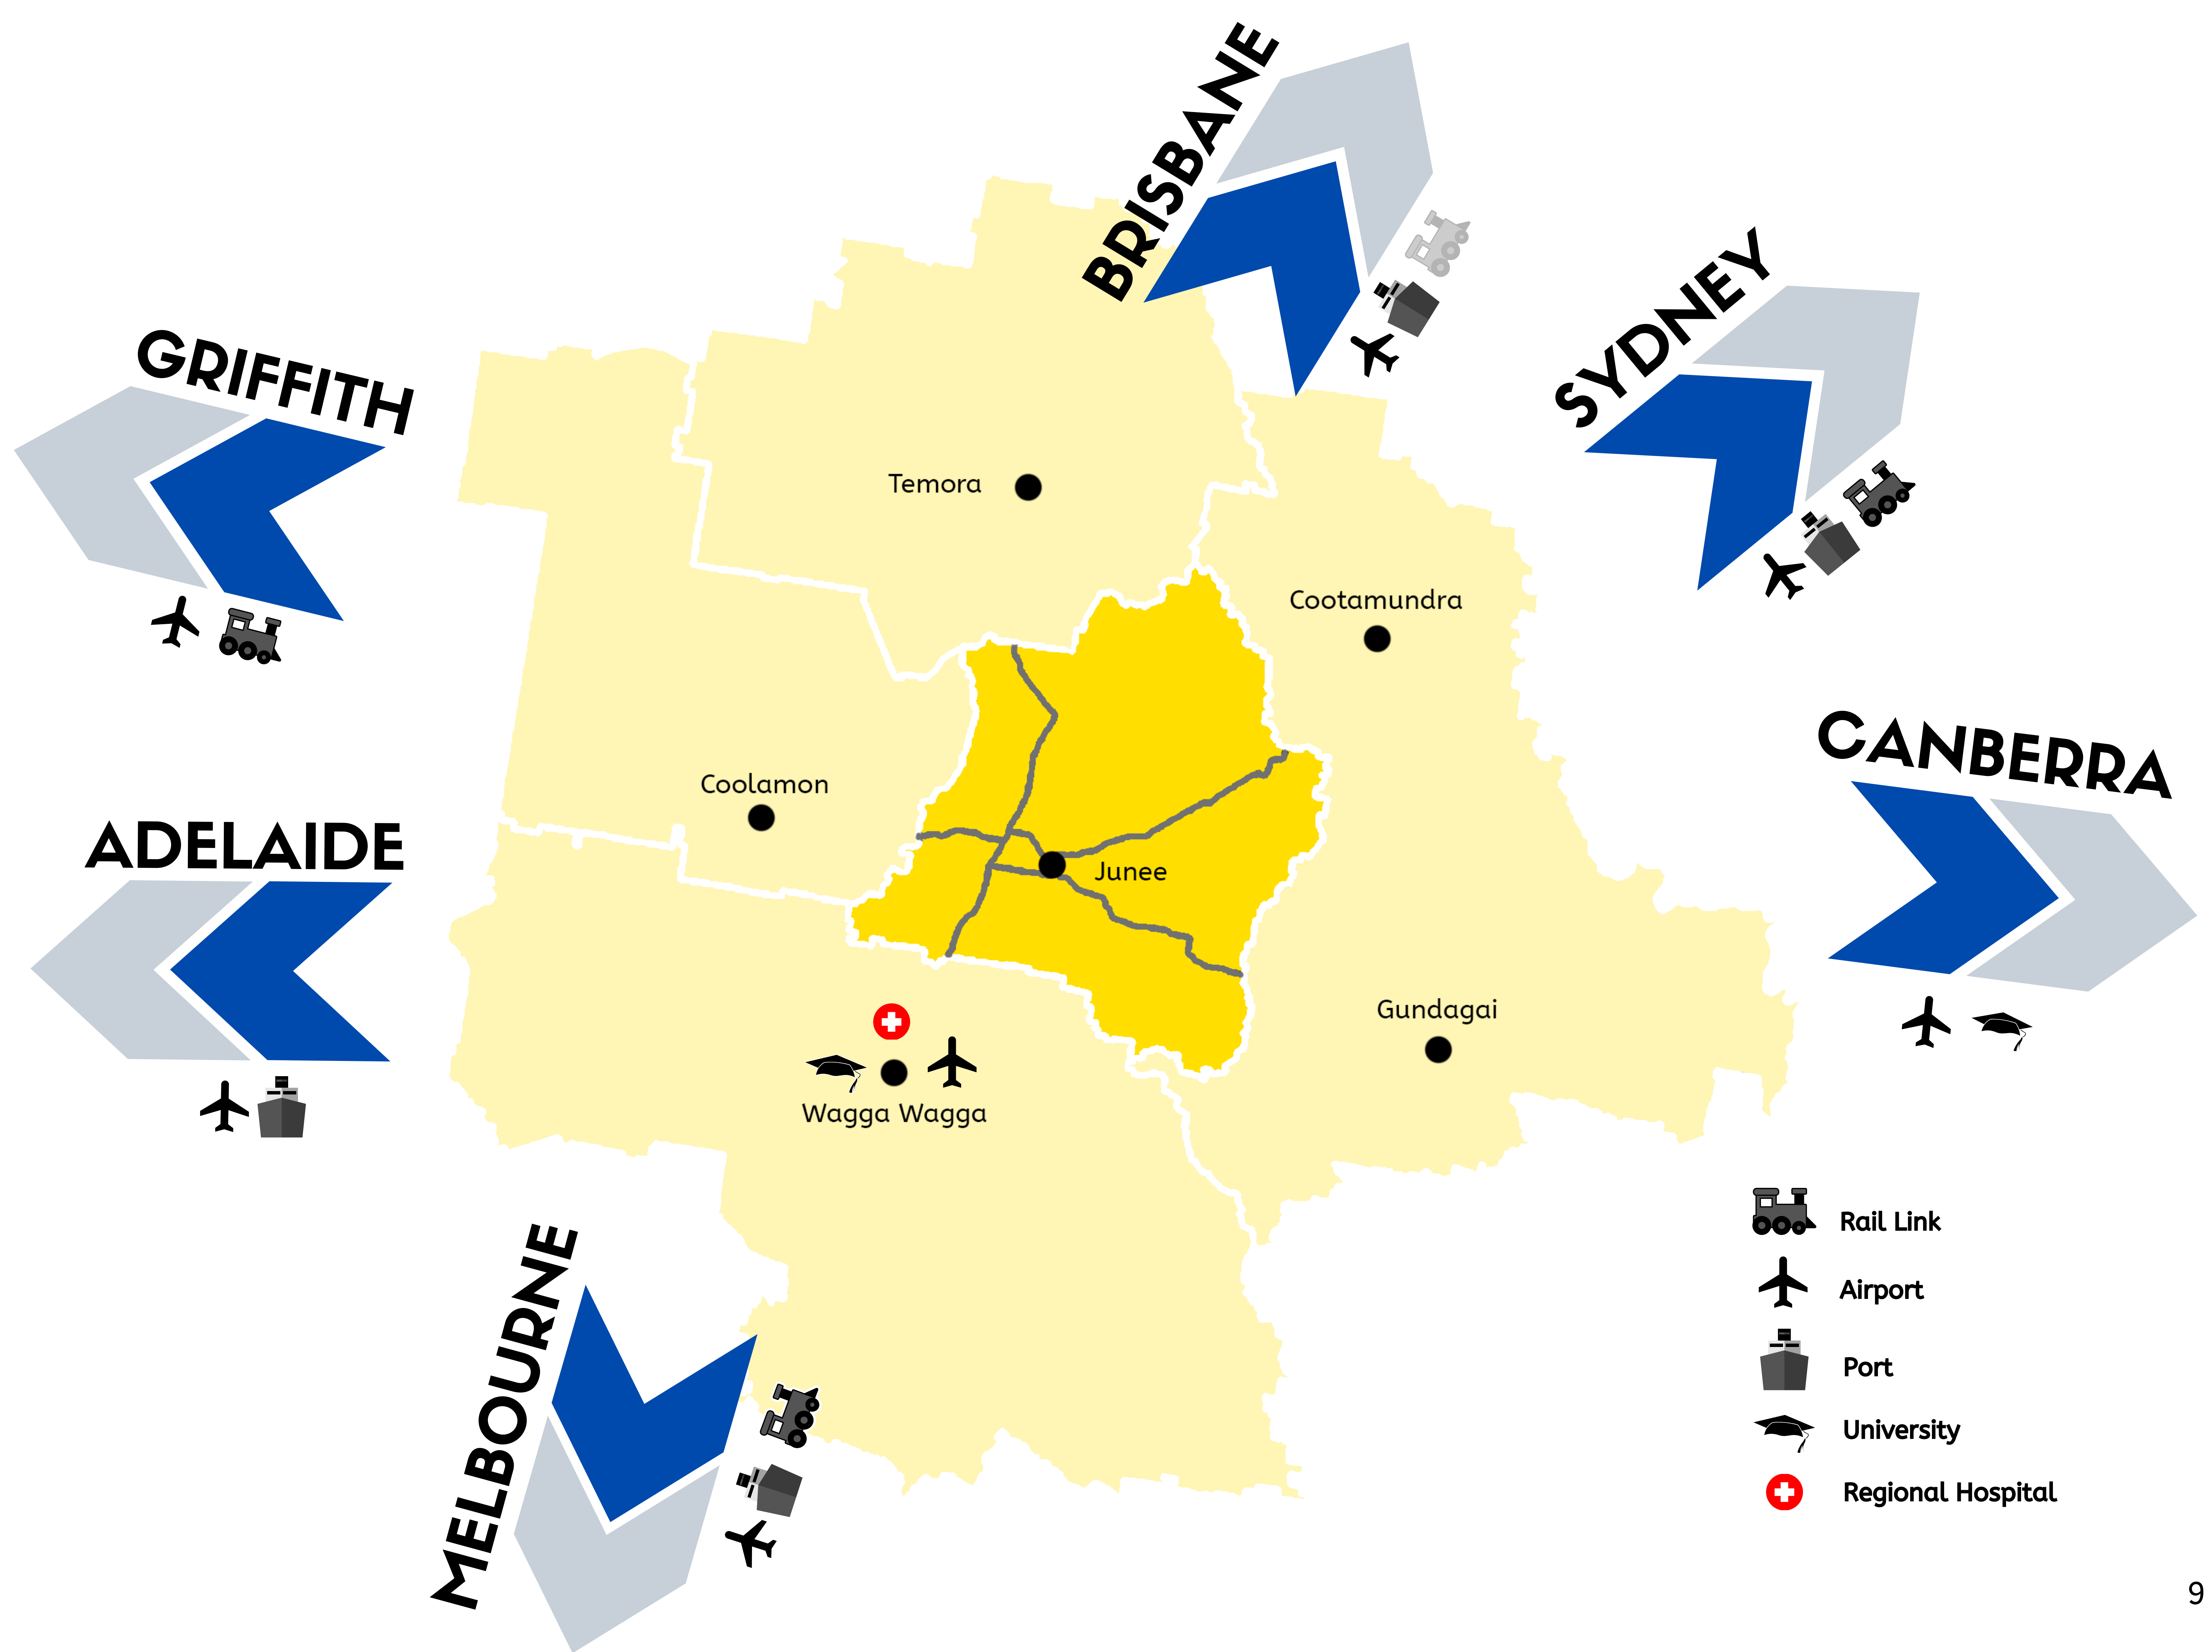 BRISBANE
SYDNEY
GRIFFITH
Temora
Cootamundra
CANBERRA
Coolamon
ADELAIDE
Junee
Gundagai
Wagga Wagga
MELBOURNE
Rail Link
Airport
Port
University
Regional Hospital
9